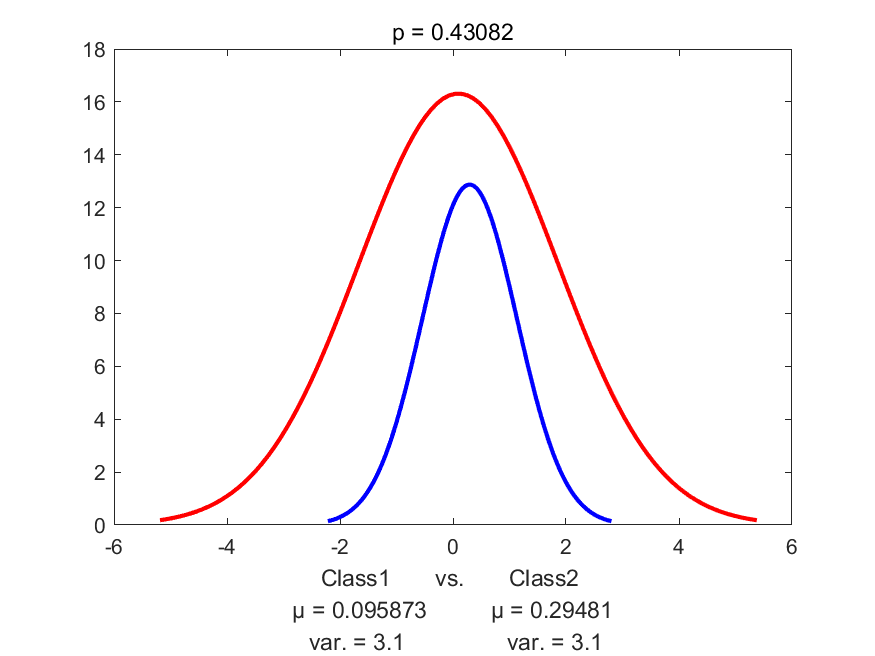 p = 0.43082
18
16
14
12
10
8
6
4
2
0
-6 -4 -2 0 2 4 6
Class1 vs. Class2
μ = 0.095873 μ = 0.29481
var. = 3.1 var. = 3.1